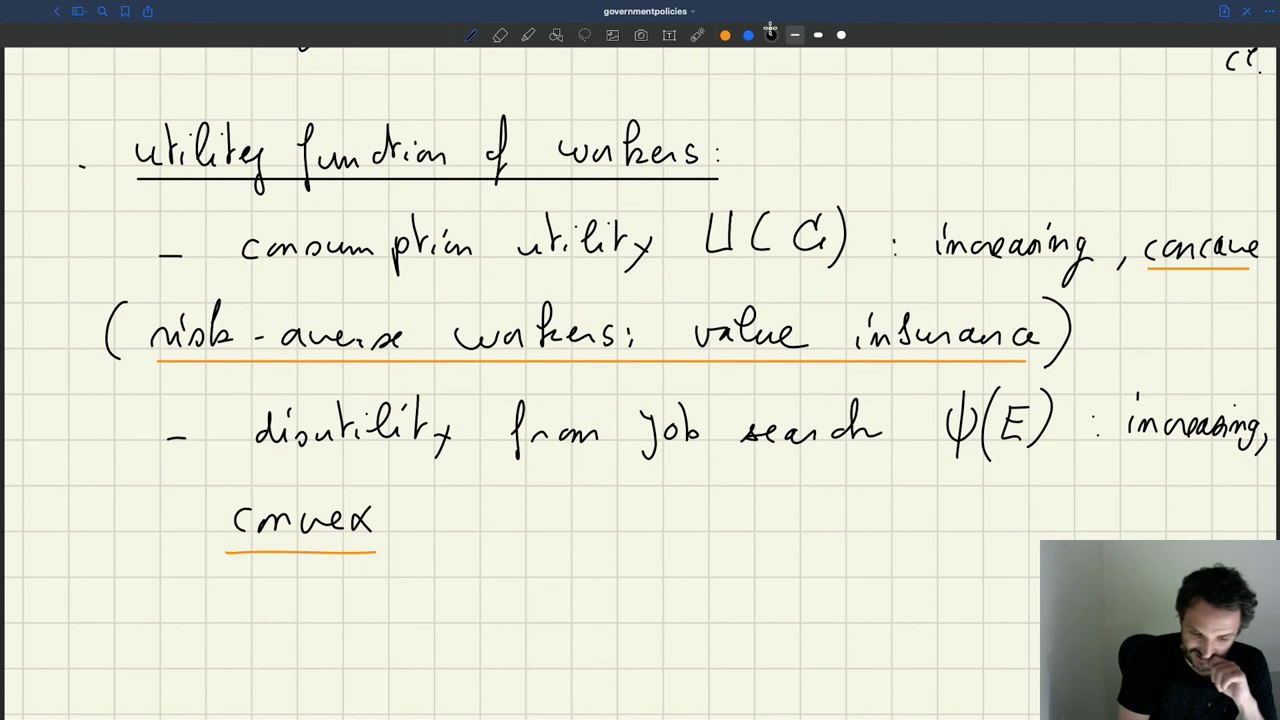 governmentpolicies
c^e.
utility function of workers:
- consumption utility U(C) : increasing, concave
(risk-averse workers; value insurance)
- disutility from job search ψ(E) : increasing,
convex